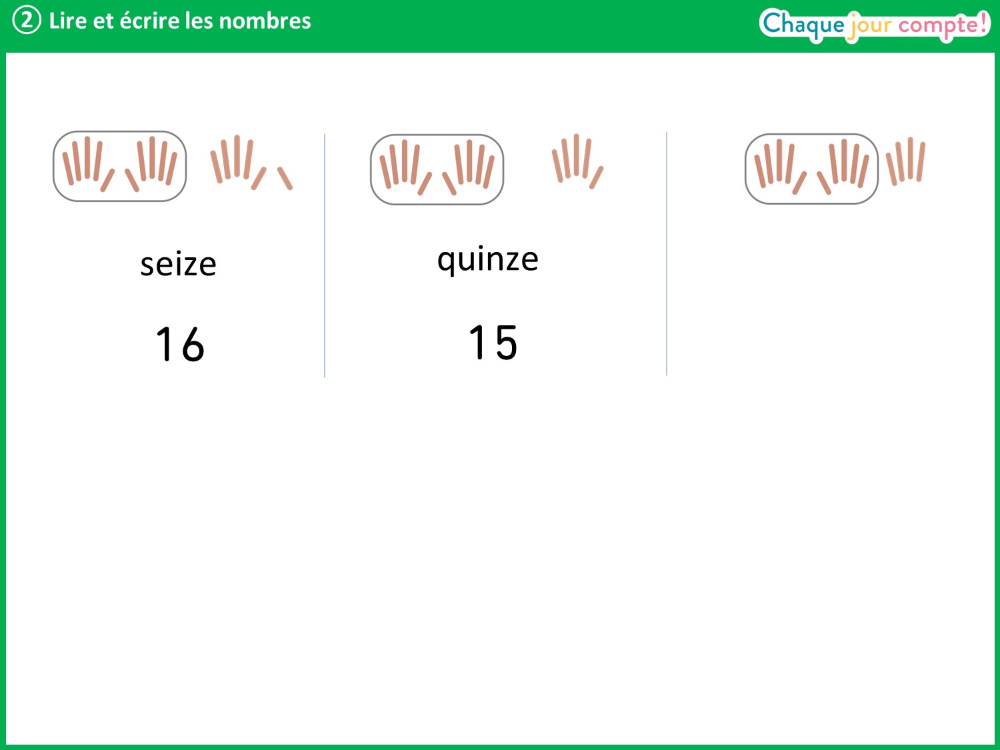 ② Lire et écrire les nombres
Chaque jour compte!
seize
quinze
16
15